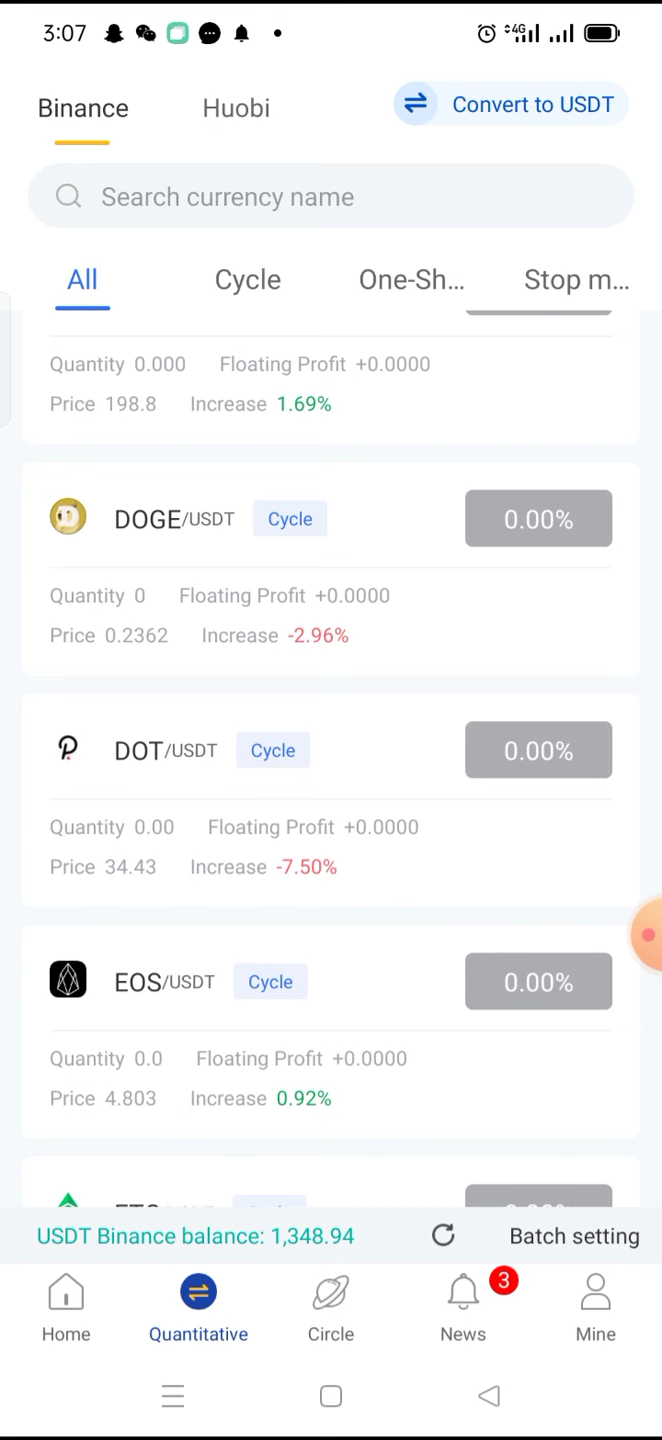 3:07 4G
Binance Huobi Convert to USDT
Search currency name
All Cycle One-Sh... Stop m...
Quantity 0.000 Floating Profit +0.0000
Price 198.8 Increase 1.69%
DOGE/USDT Cycle 0.00%
Quantity 0 Floating Profit +0.0000
Price 0.2362 Increase -2.96%
DOT/USDT Cycle 0.00%
Quantity 0.00 Floating Profit +0.0000
Price 34.43 Increase -7.50%
EOS/USDT Cycle 0.00%
Quantity 0.0 Floating Profit +0.0000
Price 4.803 Increase 0.92%
USDT Binance balance: 1,348.94 Batch setting
3
Home Quantitative Circle News Mine